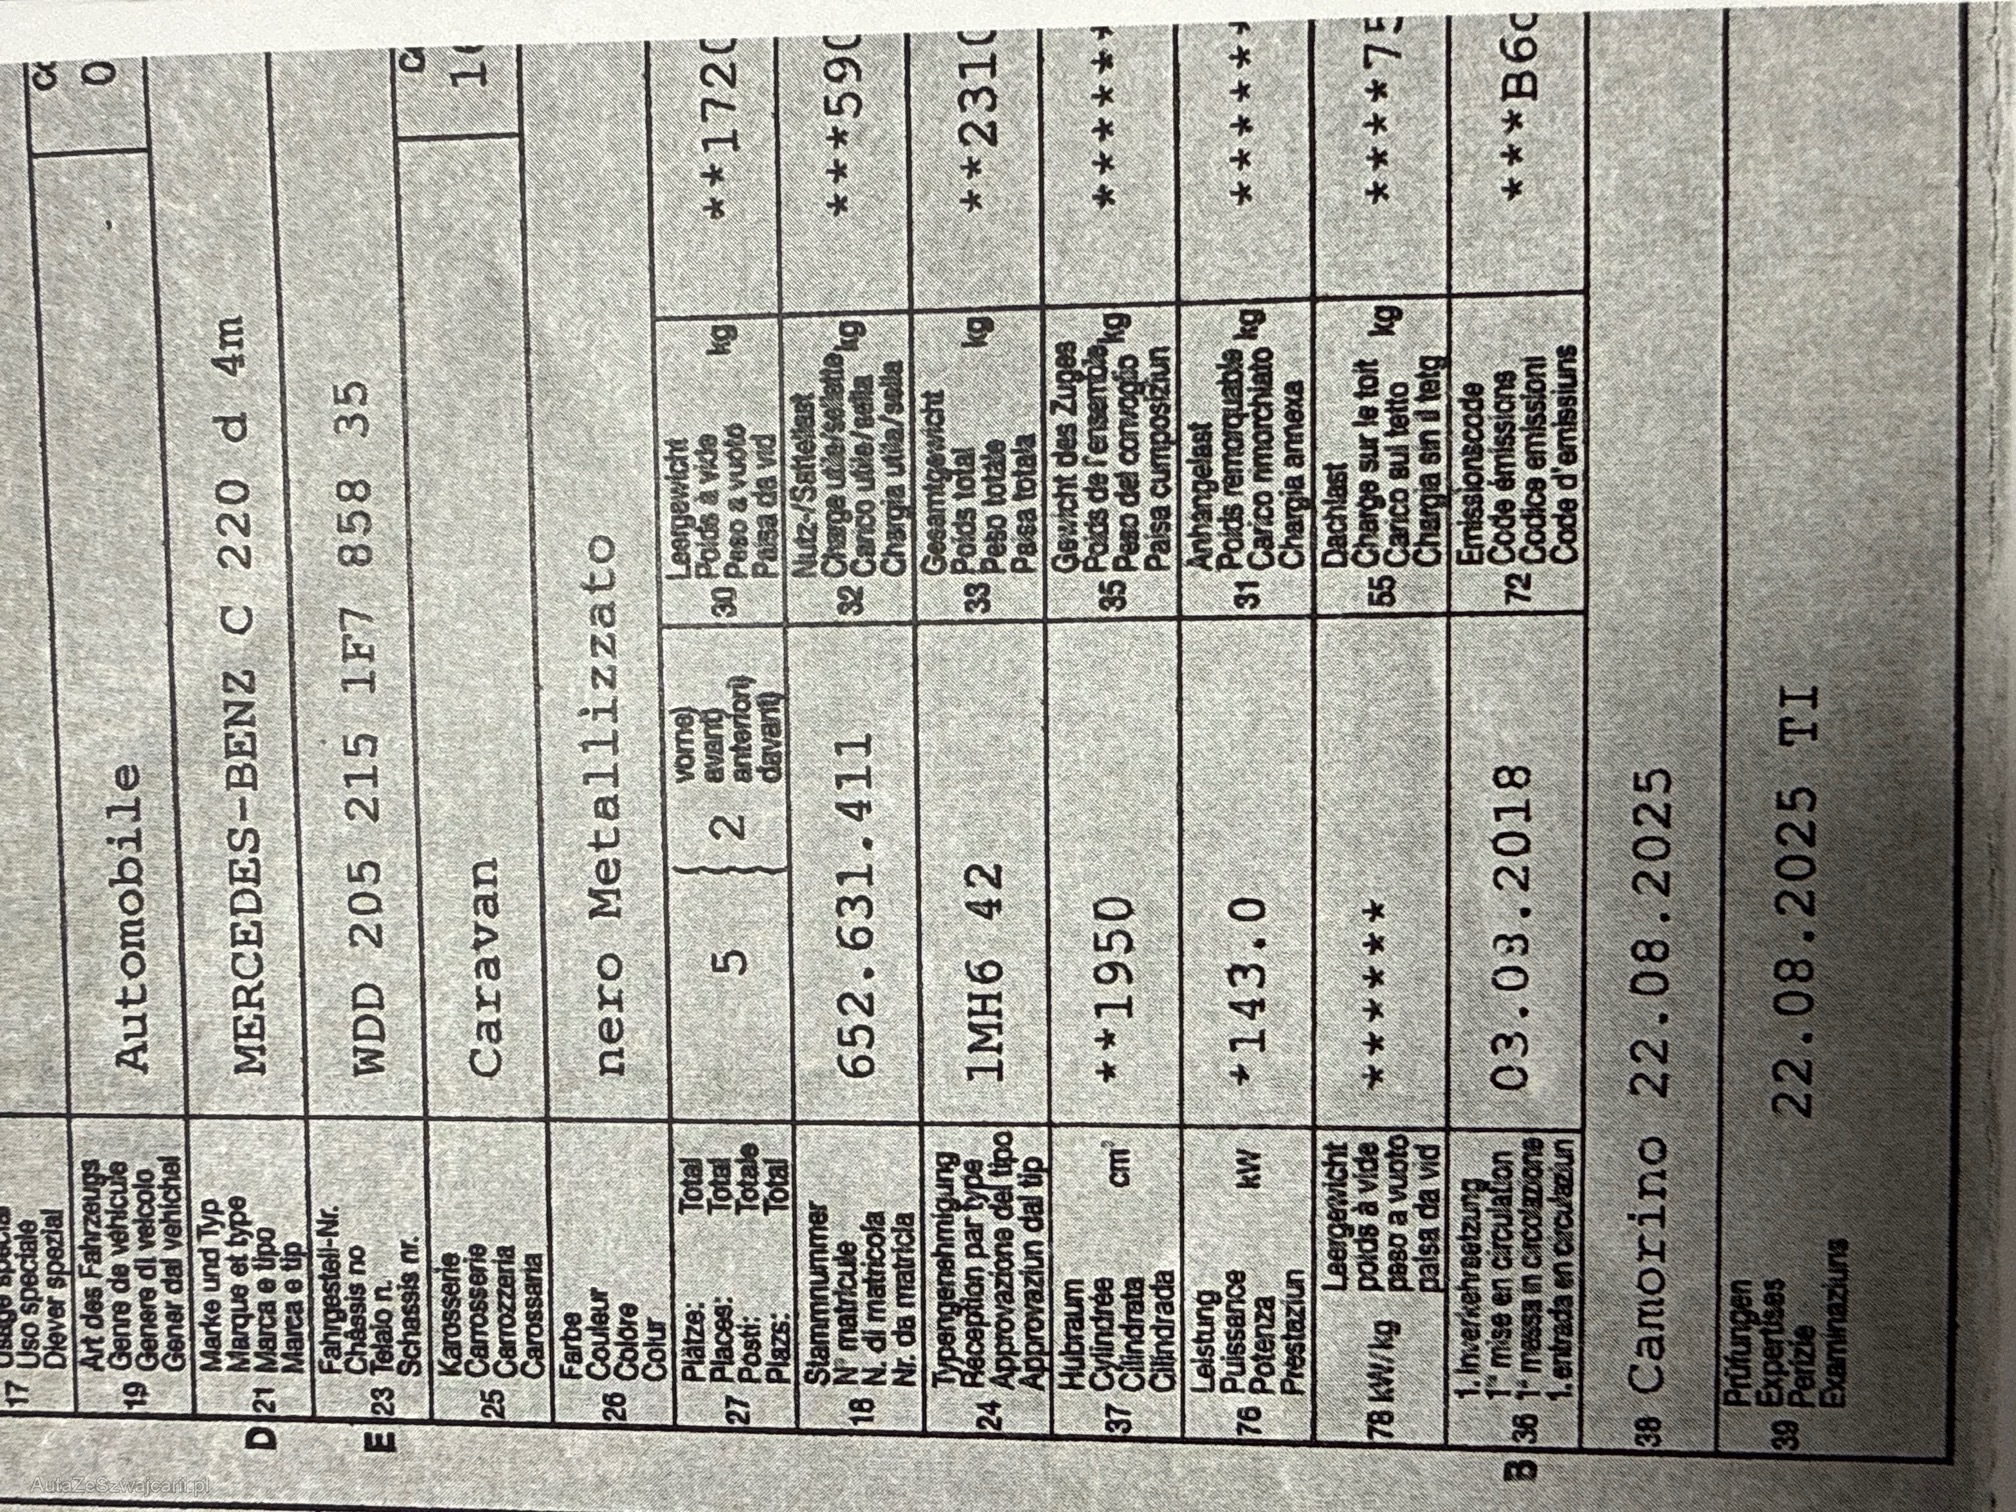 17 Uso speciale
Diever spezial
Art des Fahrzeugs
Genre de véhicule
19 Genere di veicolo
Gener dal vehichel
Automobile
0
Marke und Typ
Marque et type
D 21 Marca e tipo
Marca e tip
MERCEDES-BENZ C 220 d 4m
Fahrgestell-Nr.
Châssis no
E 23 Telaio n.
Schassis nr.
WDD 205 215 1F7 858 35
Karosserie
Carrosserie
25 Carrozzeria
Carossaria
Caravan
Farbe
Couleur
26 Colore
Colur
nero Metallizzato
Plätze: Total
Places: Total
27 Posti: Totale
Plazs: Total
5 2
vorne)
avant)
anteriori)
davant)
Leergewicht
Poids à vide
30 Peso a vuoto kg
Paisa da vid
**1720
Stammnummer
N° matricule
18 N. di matricola
Nr. da matricla
652.631.411
Nutz-/Sattellast
Charge utile/sellette
32 Carico utile/sella kg
Chargia utila/sella
***590
Typengenehmigung
Réception par type
24 Approvazione del tipo
Approvaziun dal tip
1MH6 42
Gesamtgewicht
Poids total
33 Peso totale kg
Paisa totala
**2310
Hubraum
Cylindrée
37 Cilindrata cm³
Cilindrada
**1950
Gewicht des Zuges
Poids de l'ensemble
35 Peso del convoglio kg
Paisa cumposiziun
*******
Leistung
Puissance
76 Potenza kW
Prestaziun
*143.0
Anhängelast
Poids remorquable
31 Carico rimorchiato kg
Chargia annexa
*******
78 kW/kg
Leergewicht
poids à vide
peso a vuoto
paisa da vid
******
Dachlast
Charge sur le toit
55 Carico sul tetto kg
Chargia sin il tetg
*****75
1. Inverkehrsetzung
1re mise en circulation
B 36 1a messa in circolazione
1. entrada en circulaziun
03.03.2018
Emissionscode
Code émissions
72 Codice emissioni
Code d'emissiuns
***B6
38 Camorino 22.08.2025
Prüfungen
Expertises
39 Perizie
Examinaziuns
22.08.2025 TI
AutaZeSzwajcarii.pl